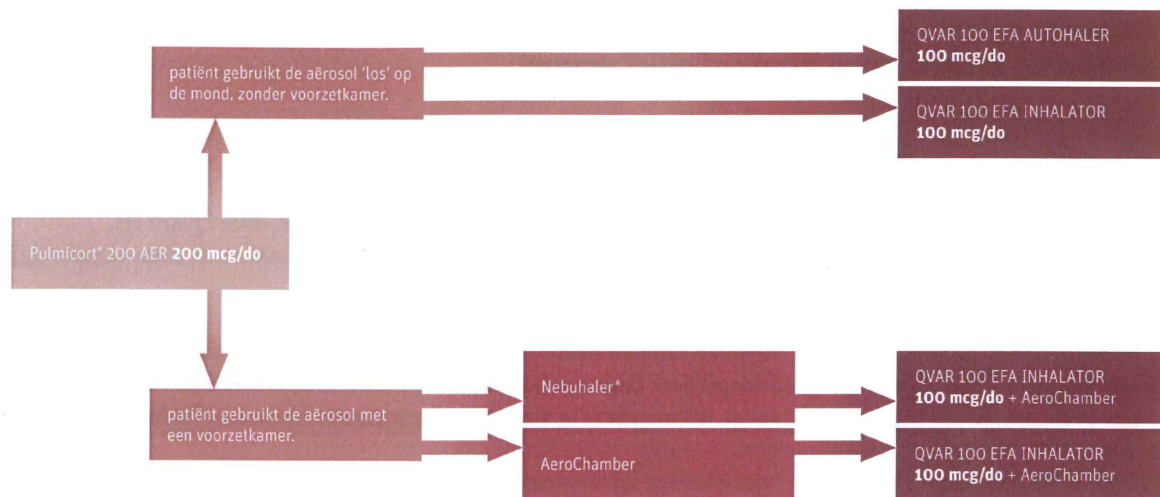 QVAR 100 EFA AUTOHALER
100 mcg/do
patiënt gebruikt de aërosol ‘los’ op
de mond, zonder voorzetkamer.
QVAR 100 EFA INHALATOR
100 mcg/do
Pulmicort® 200 AER 200 mcg/do
patiënt gebruikt de aërosol met
een voorzetkamer.
Nebuhaler®
QVAR 100 EFA INHALATOR
100 mcg/do + AeroChamber
AeroChamber
QVAR 100 EFA INHALATOR
100 mcg/do + AeroChamber